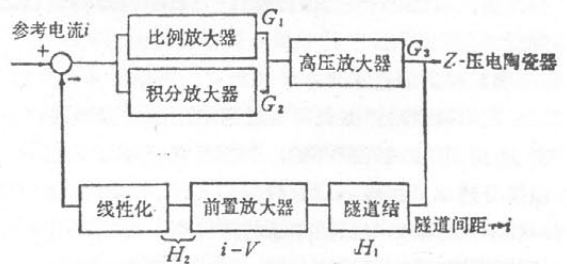 参考电流i
+
−
比例放大器
G₁
积分放大器
G₂
高压放大器
G₃
Z-压电陶瓷器
线性化
前置放大器
隧道结
隧道间距→i
H₂
i-V
H₁